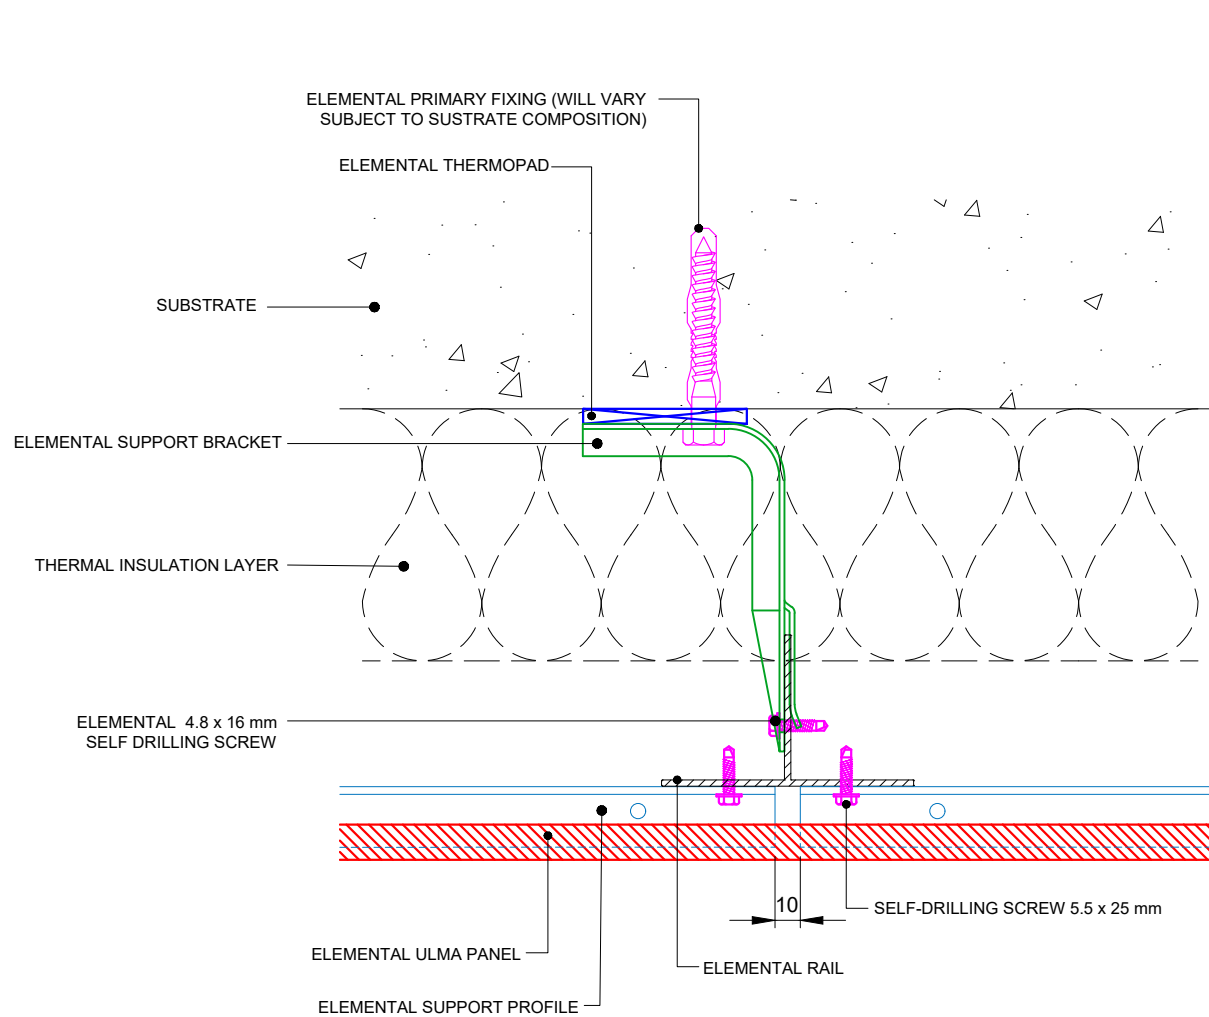 ELEMENTAL PRIMARY FIXING (WILL VARY
SUBJECT TO SUSTRATE COMPOSITION)
ELEMENTAL THERMOPAD
SUBSTRATE
ELEMENTAL SUPPORT BRACKET
THERMAL INSULATION LAYER
ELEMENTAL 4.8 x 16 mm
SELF DRILLING SCREW
10
SELF-DRILLING SCREW 5.5 x 25 mm
ELEMENTAL ULMA PANEL
ELEMENTAL RAIL
ELEMENTAL SUPPORT PROFILE